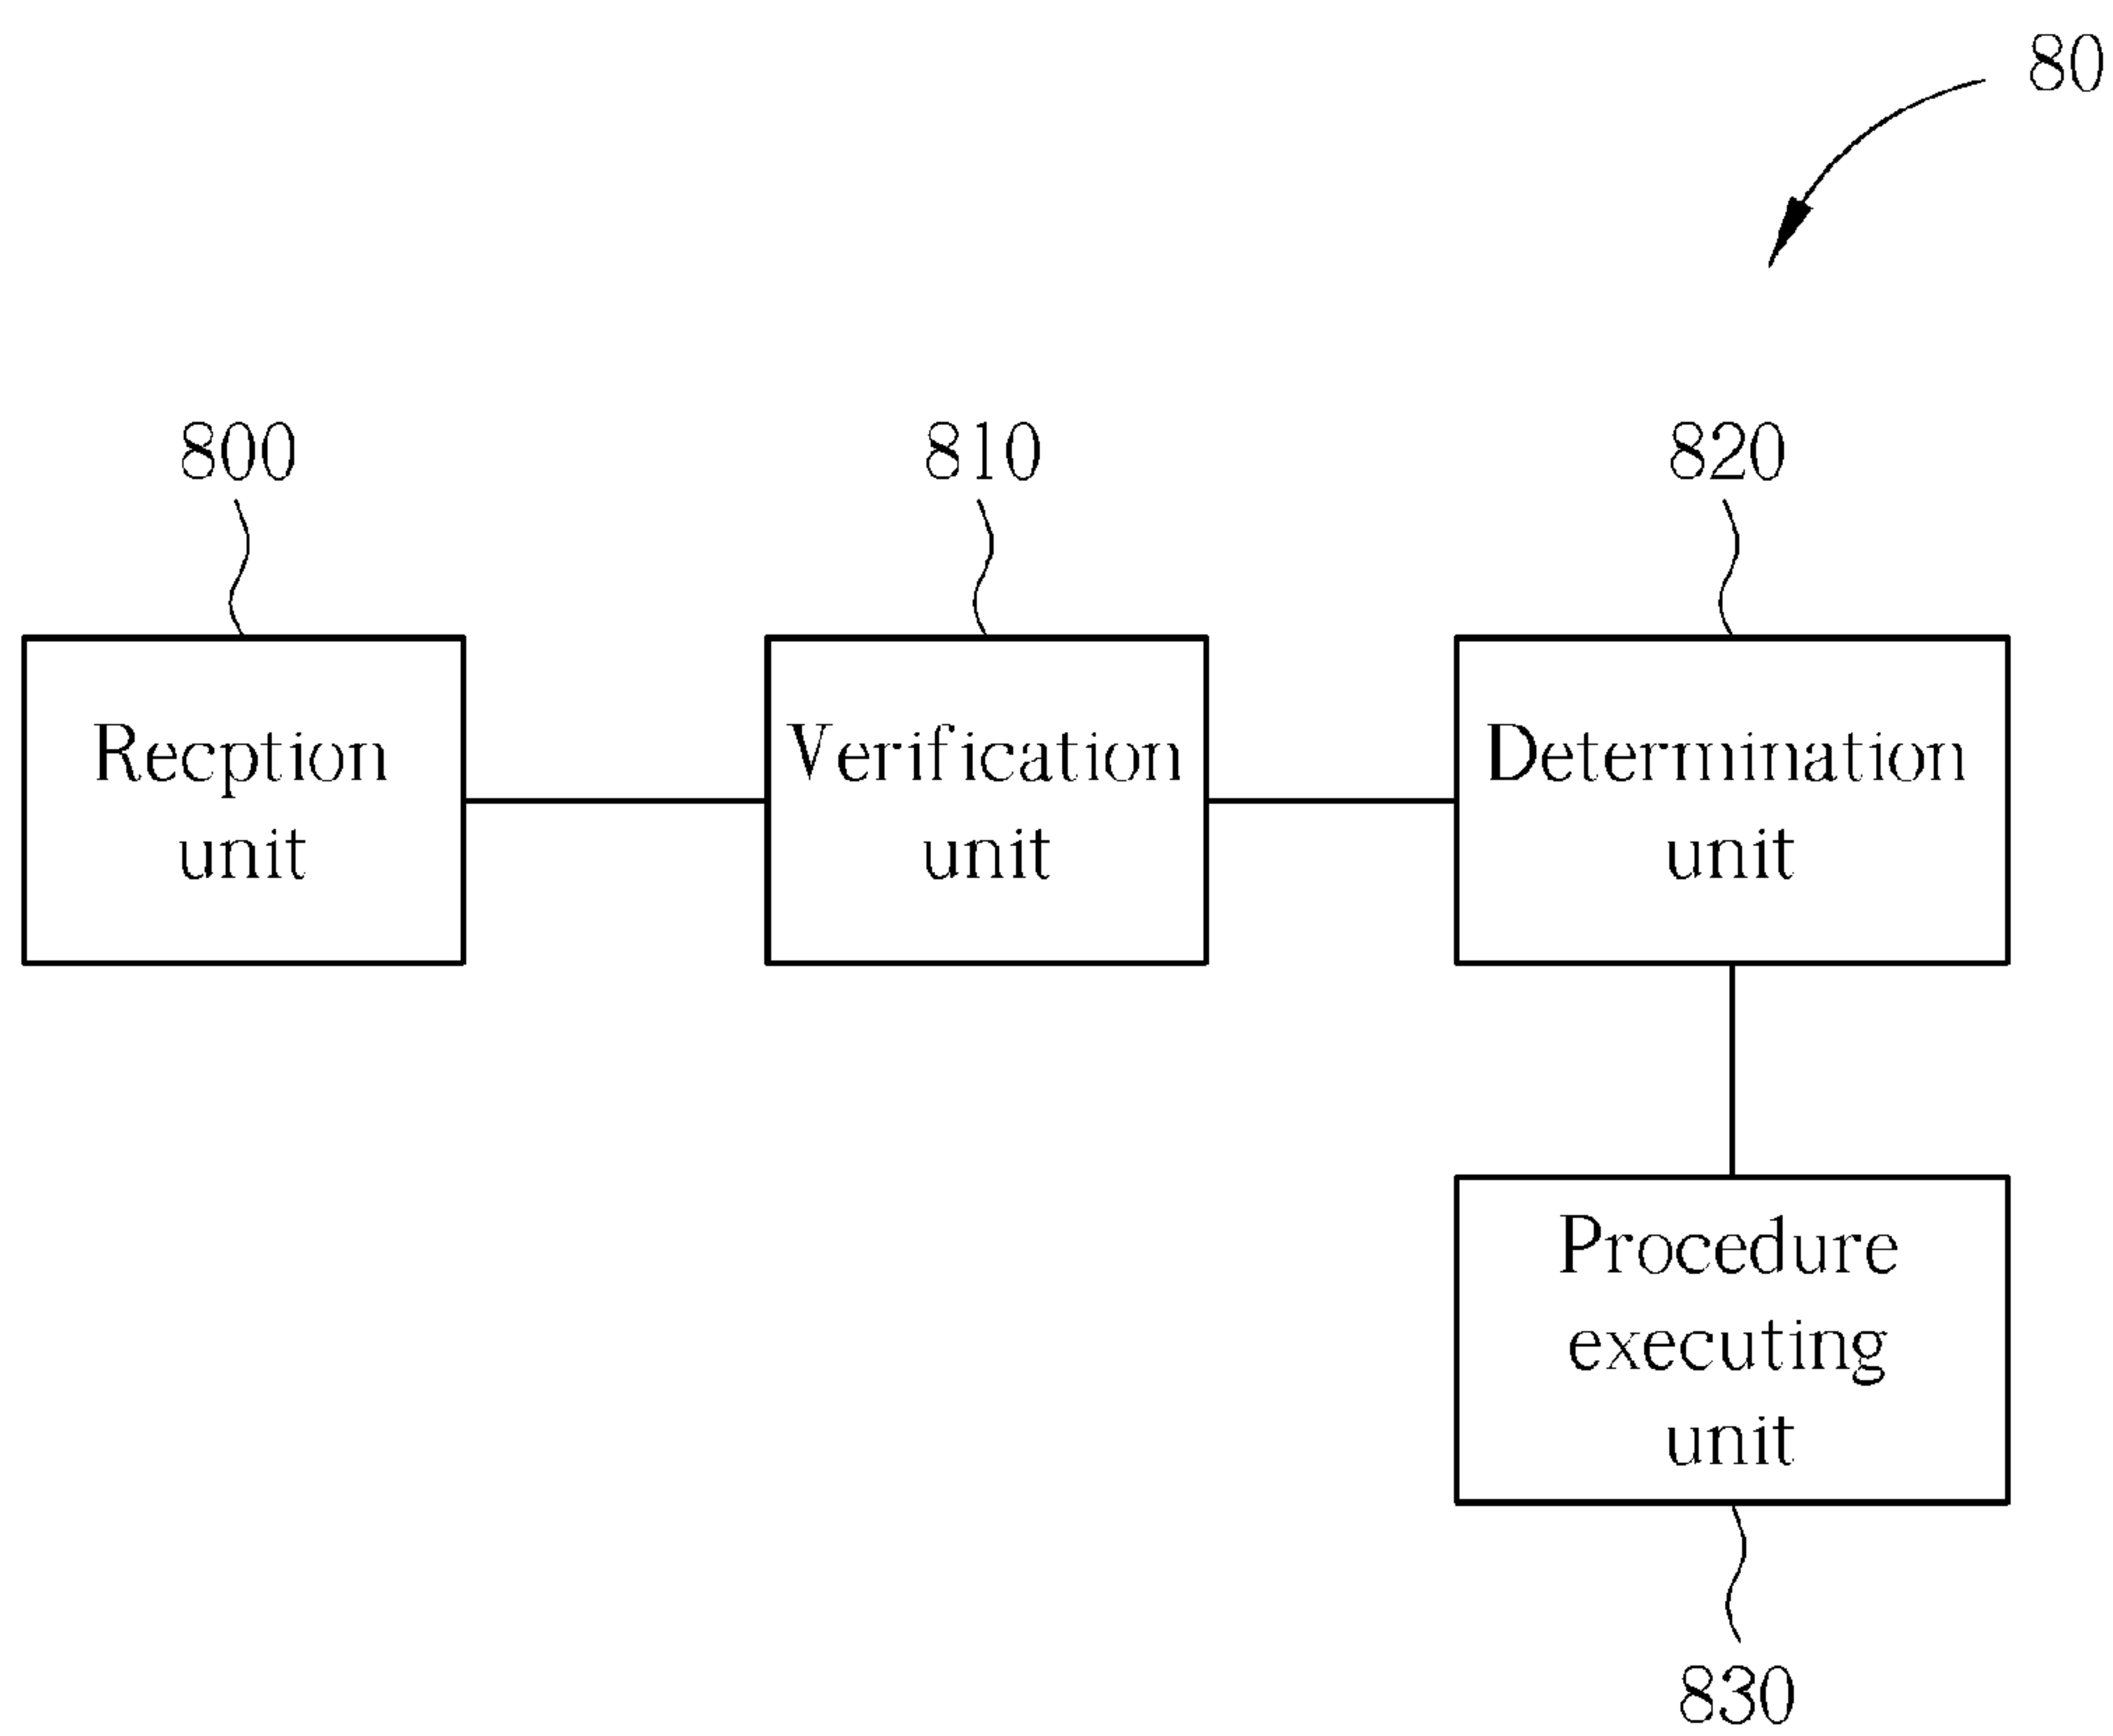 80
800
810
820
Recption
unit
Verification
unit
Determination
unit
Procedure
executing
unit
830